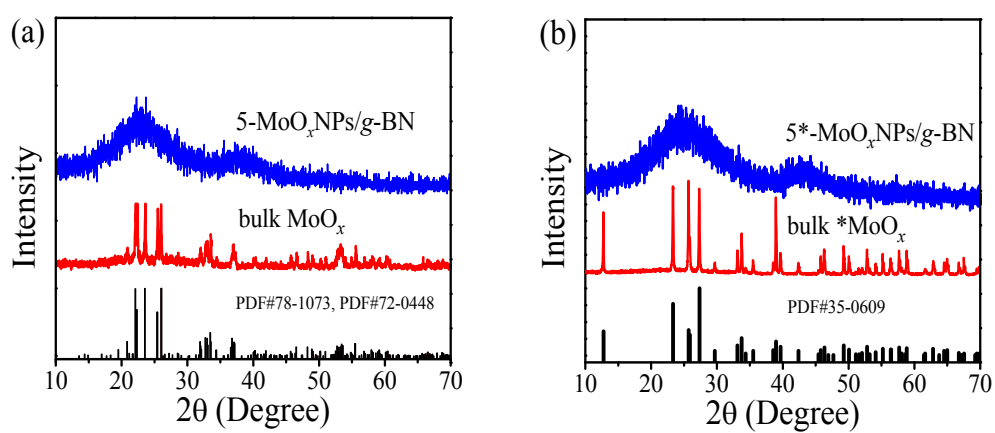 (a)
Intensity
5-MoOₓNPs/g-BN
bulk MoOₓ
PDF#78-1073, PDF#72-0448
10 20 30 40 50 60 70
2θ (Degree)
(b)
Intensity
5*-MoOₓNPs/g-BN
bulk *MoOₓ
PDF#35-0609
10 20 30 40 50 60 70
2θ (Degree)